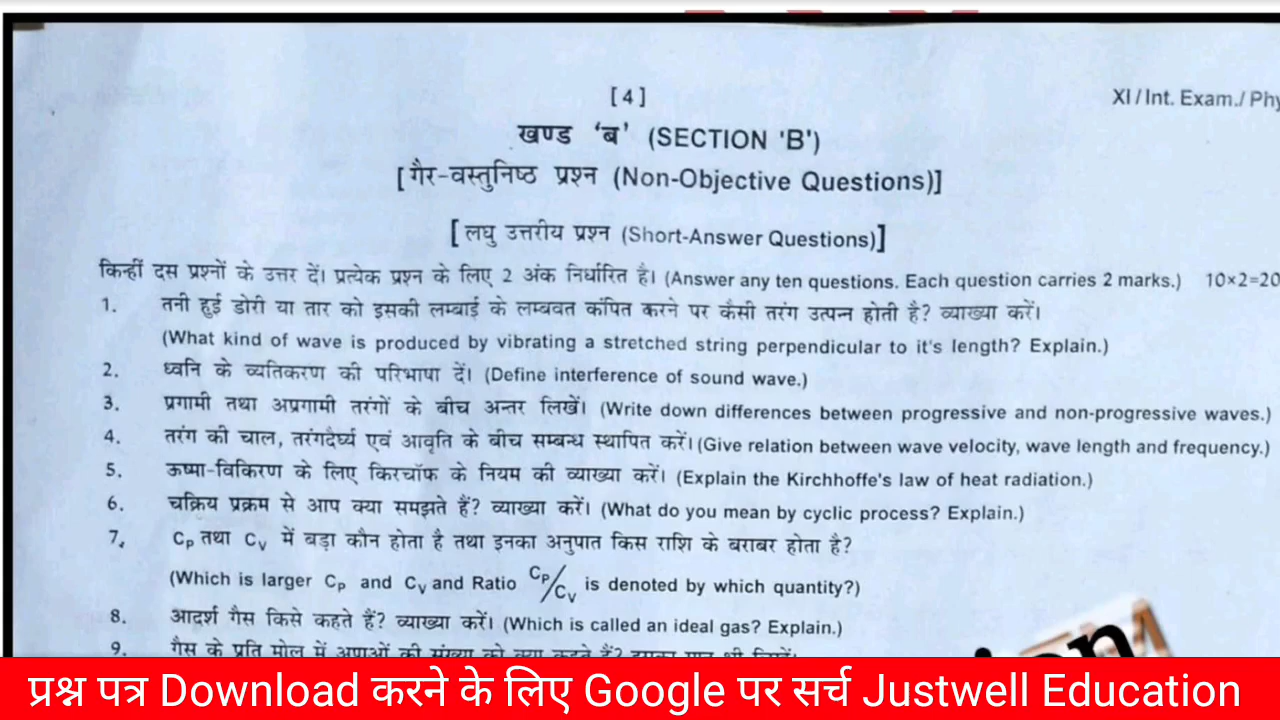 [4]
XI/Int. Exam./Phy
खण्ड 'ब' (SECTION 'B')
[गैर-वस्तुनिष्ठ प्रश्न (Non-Objective Questions)]
[लघु उत्तरीय प्रश्न (Short-Answer Questions)]
किन्हीं दस प्रश्नों के उत्तर दें। प्रत्येक प्रश्न के लिए 2 अंक निर्धारित है। (Answer any ten questions. Each question carries 2 marks.) 10×2=20
1. तनी हुई डोरी या तार को इसकी लम्बाई के लम्बवत कंपित करने पर कैसी तरंग उत्पन्न होती है? व्याख्या करें।
(What kind of wave is produced by vibrating a stretched string perpendicular to it's length? Explain.)
2. ध्वनि के व्यतिकरण की परिभाषा दें। (Define interference of sound wave.)
3. प्रगामी तथा अप्रगामी तरंगों के बीच अन्तर लिखें। (Write down differences between progressive and non-progressive waves.)
4. तरंग की चाल, तरंगदैर्घ्य एवं आवृति के बीच सम्बन्ध स्थापित करें। (Give relation between wave velocity, wave length and frequency.)
5. ऊष्मा-विकिरण के लिए किरचॉफ के नियम की व्याख्या करें। (Explain the Kirchhoffe's law of heat radiation.)
6. चक्रिय प्रक्रम से आप क्या समझते हैं? व्याख्या करें। (What do you mean by cyclic process? Explain.)
7. Cp तथा Cv में बड़ा कौन होता है तथा इनका अनुपात किस राशि के बराबर होता है?
(Which is larger Cp and Cv and Ratio Cp/Cv is denoted by which quantity?)
8. आदर्श गैस किसे कहते हैं? व्याख्या करें। (Which is called an ideal gas? Explain.)
9. गैस के प्रति मोल में अणुओं की संख्या को क्या कहते हैं? इसका मान भी लिखें।
प्रश्न पत्र Download करने के लिए Google पर सर्च Justwell Education